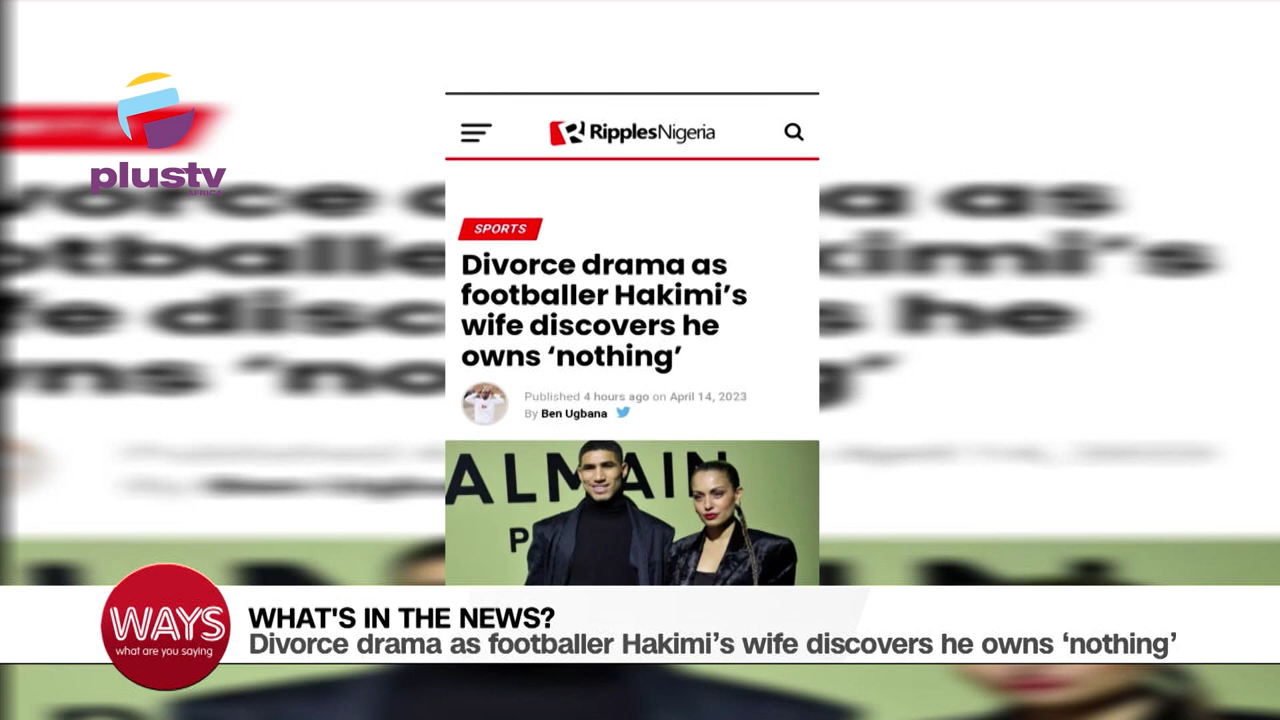 plustv
AFRICA
RipplesNigeria
SPORTS
Divorce drama as
footballer Hakimi’s
wife discovers he
owns ‘nothing’
Published 4 hours ago on April 14, 2023
By Ben Ugbana
ALMAIN
P
WAYS
what are you saying
WHAT'S IN THE NEWS?
Divorce drama as footballer Hakimi’s wife discovers he owns ‘nothing’